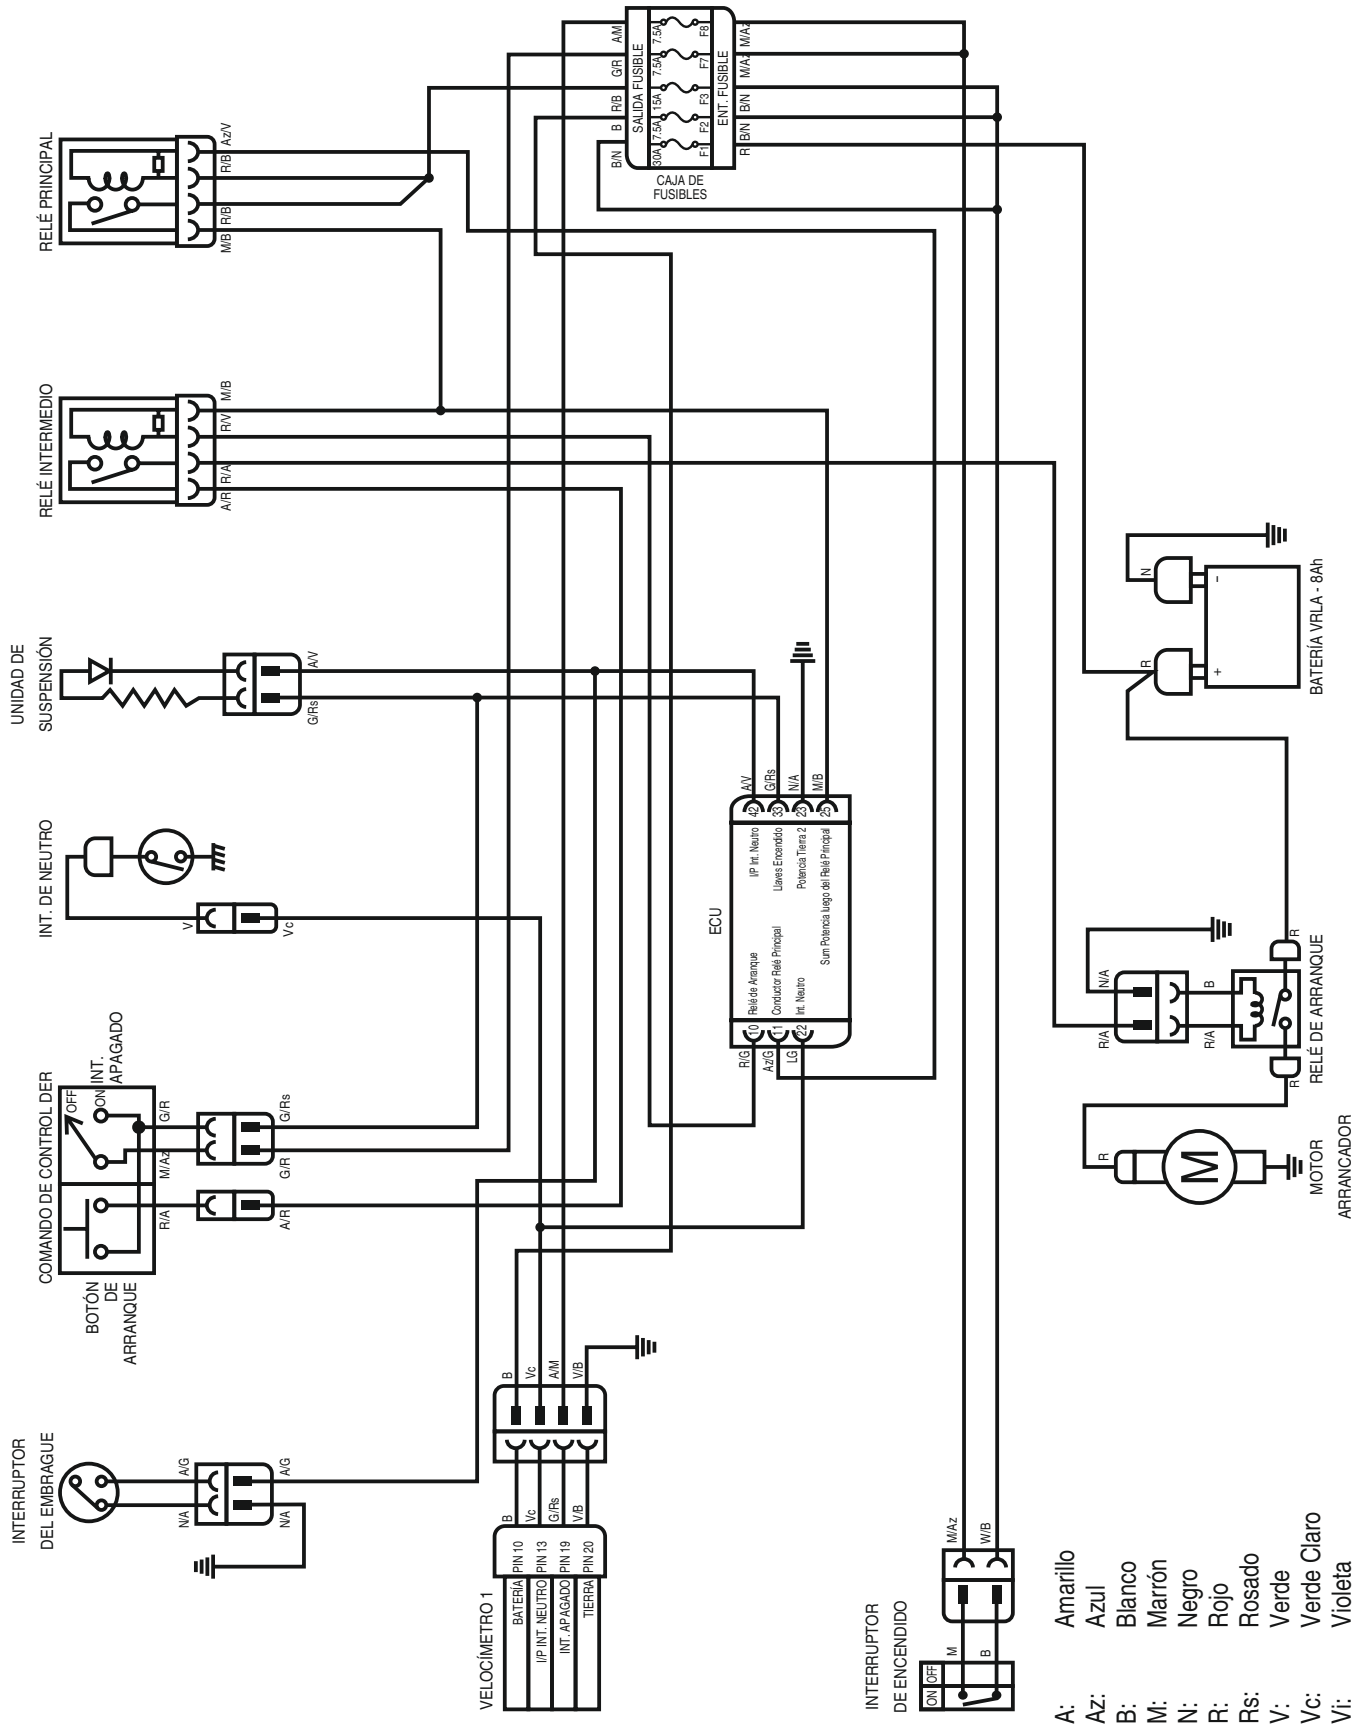 INTERRUPTOR
DEL EMBRAGUE
N/A
A/G
N/A
A/G
COMANDO DE CONTROL DER
BOTÓN
DE
ARRANQUE
INT.
APAGADO
OFF
ON
R/A
M/Az
G/R
A/R
G/R
G/Rs
INT. DE NEUTRO
V
Vc
UNIDAD DE
SUSPENSIÓN
G/Rs
A/V
RELÉ INTERMEDIO
A/R
R/A
R/V
M/B
RELÉ PRINCIPAL
M/B
R/B
R/B
Az/V
VELOCÍMETRO 1
BATERÍA
PIN 10
I/P INT. NEUTRO
PIN 13
INT. APAGADO
PIN 19
TIERRA
PIN 20
B
Vc
G/Rs
V/B
B
Vc
A/M
V/B
ECU
R/G
10
Relé de Arranque
Az/G
11
Conductor Relé Principal
LG
22
Int. Neutro
I/P Int. Neutro
42
A/V
Llaves Encendido
33
G/Rs
Potencia Tierra 2
23
N/A
Sum Potencia luego del Relé Principal
25
M/B
CAJA DE
FUSIBLES
SALIDA FUSIBLE
ENT. FUSIBLE
A/M
7.5A
F8
M/Az
G/R
7.5A
F7
M/Az
R/B
15A
F3
B/N
B
7.5A
F2
B/N
B/N
30A
F1
R
INTERRUPTOR
DE ENCENDIDO
ON
OFF
M
B
M/Az
W/B
MOTOR
ARRANCADOR
M
R
RELÉ DE ARRANQUE
R/A
N/A
R/A
B
R
R
BATERÍA VRLA - 8Ah
R
N
+
-
A: Amarillo
Az: Azul
B: Blanco
M: Marrón
N: Negro
R: Rojo
Rs: Rosado
V: Verde
Vc: Verde Claro
Vi: Violeta